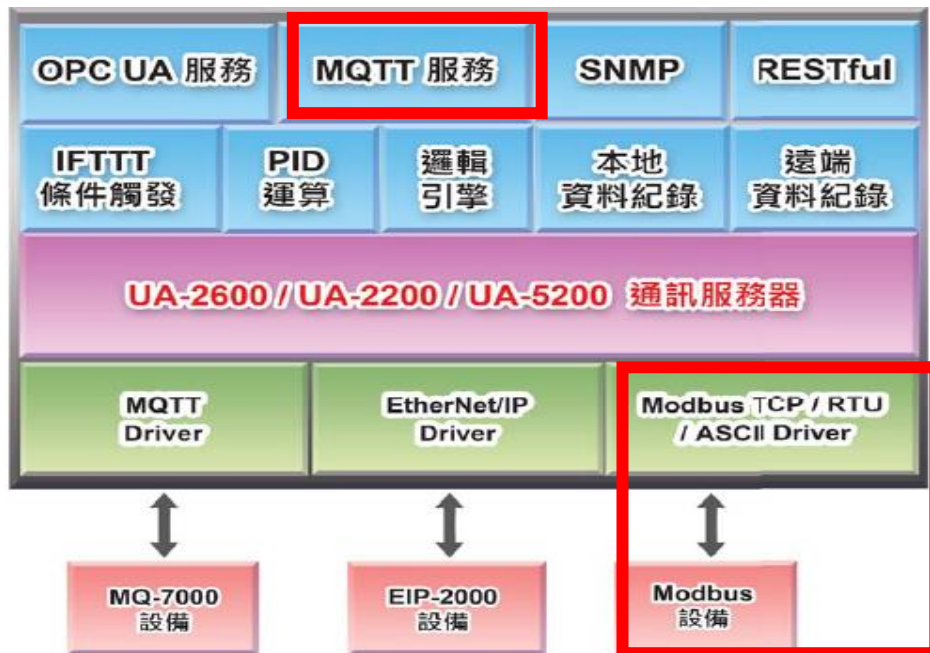 OPC UA 服務
MQTT 服務
SNMP
RESTful
IFTTT
條件觸發
PID
運算
邏輯
引擎
本地
資料紀錄
遠端
資料紀錄
UA-2600 / UA-2200 / UA-5200 通訊服務器
MQTT
Driver
EtherNet/IP
Driver
Modbus TCP / RTU
/ ASCII Driver
MQ-7000
設備
EIP-2000
設備
Modbus
設備